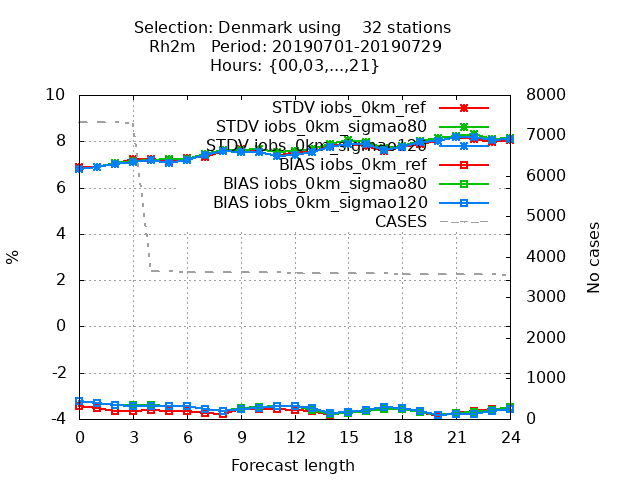 Selection: Denmark using 32 stations
Rh2m Period: 20190701-20190729
Hours: {00,03,...,21}
STDV iobs_0km_ref
STDV iobs_0km_sigmao80
STDV iobs_0km_sigmao120
BIAS iobs_0km_ref
BIAS iobs_0km_sigmao80
BIAS iobs_0km_sigmao120
CASES
10
8
6
4
2
0
-2
-4
%
8000
7000
6000
5000
4000
3000
2000
1000
0
No cases
0 3 6 9 12 15 18 21 24
Forecast length